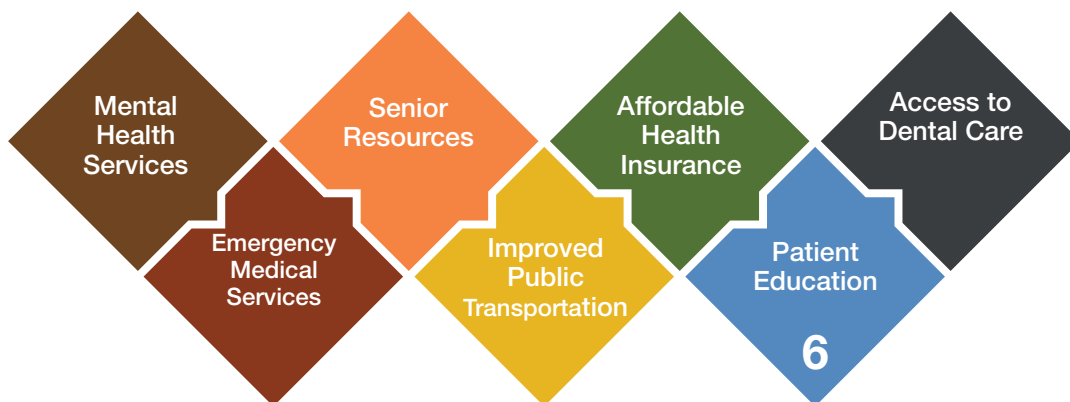 Mental
Health
Services
Senior
Resources
Affordable
Health
Insurance
Access to
Dental Care
Emergency
Medical
Services
Improved
Public
Transportation
Patient
Education
6